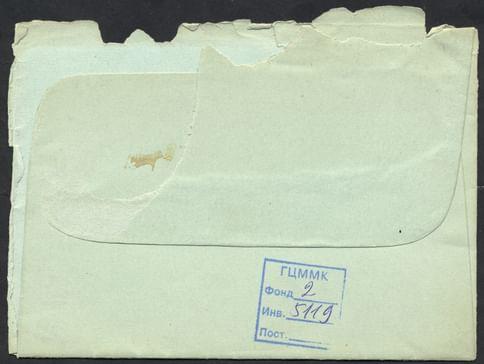 ГЦММК
Фонд 2
Инв. 5119
Пост.